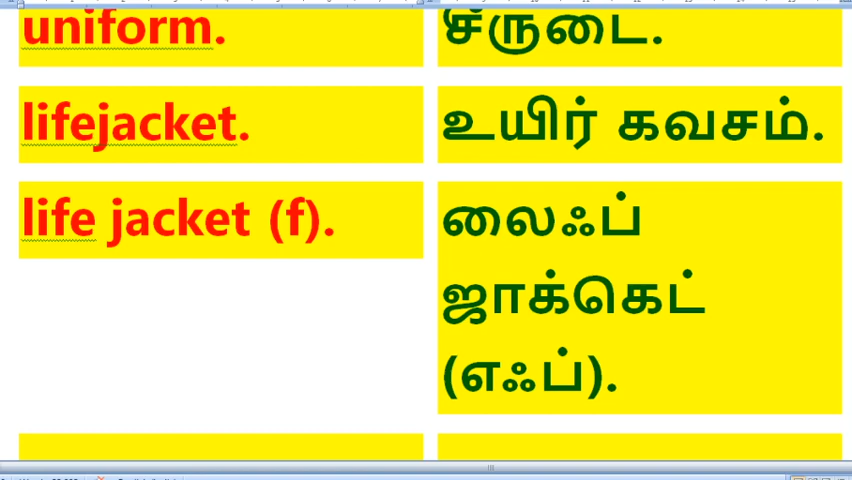 uniform.
சீருடை.
lifejacket.
உயிர் கவசம்.
life jacket (f).
லைஃப்
ஜாக்கெட்
(எஃப்).